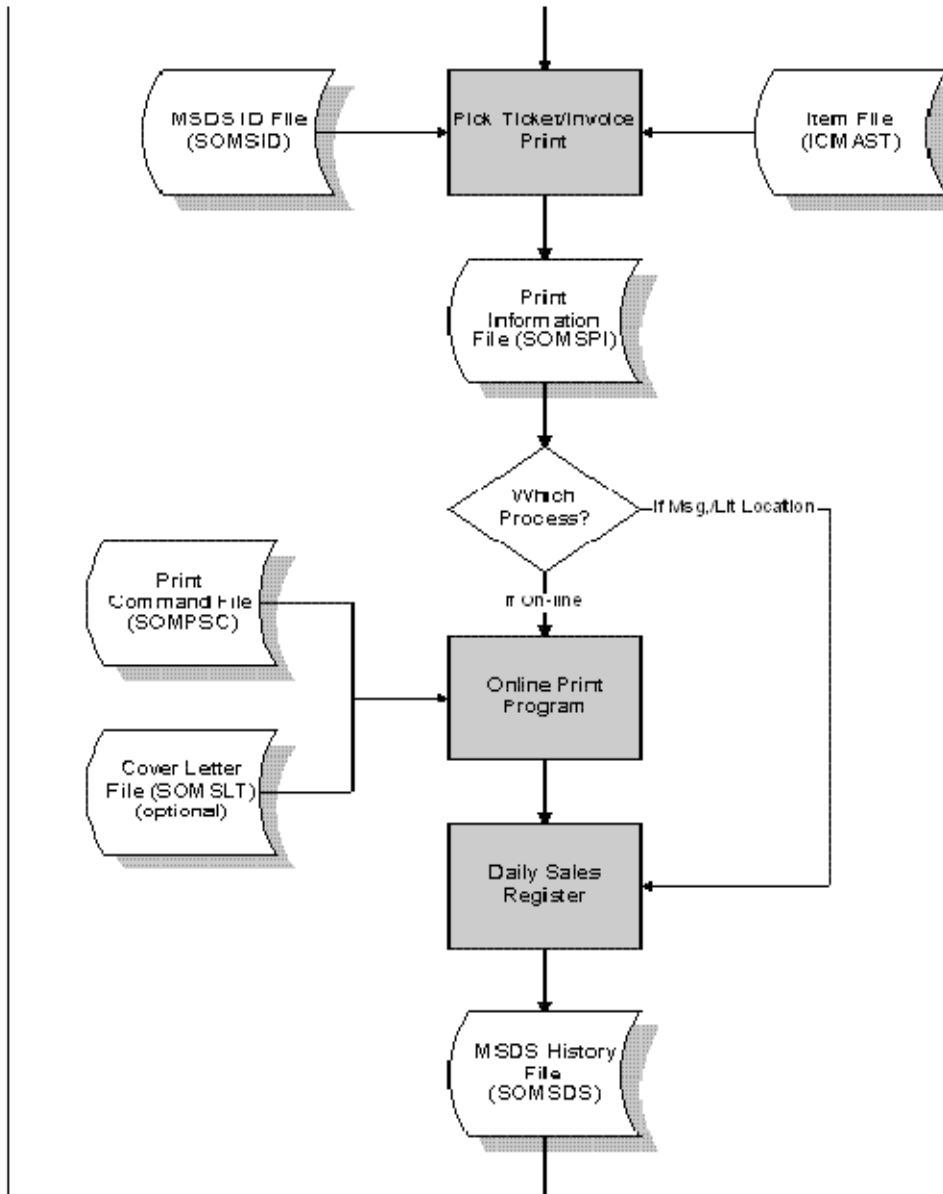 MSDS ID File
(SOMSID)
Pick Ticket/Invoice
Print
Item File
(ICMAST)
Print
Information
File (SOMSPI)
Which
Process?
If Msg./Lit Location
If On-line
Print
Command File
(SOMPSC)
Online Print
Program
Cover Letter
File (SOMSLT)
(optional)
Daily Sales
Register
MSDS History
File
(SOMSDS)